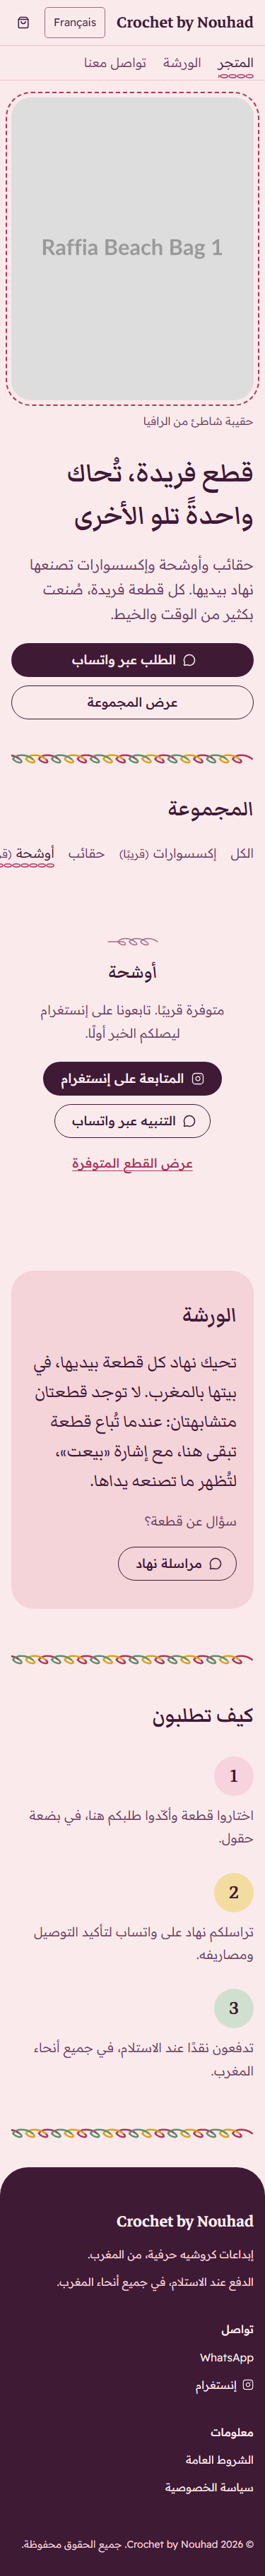 Crochet by Nouhad
Français
المتجر
الورشة
تواصل معنا
Raffia Beach Bag 1
حقيبة شاطئ من الرافيا
قطع فريدة، تُحاك
واحدةً تلو الأخرى
حقائب وأوشحة وإكسسوارات تصنعها
نهاد بيديها. كل قطعة فريدة، صُنعت
بكثير من الوقت والخيط.
الطلب عبر واتساب
عرض المجموعة
المجموعة
الكل
إكسسوارات (قريبًا)
حقائب
أوشحة
أوشحة
متوفرة قريبًا. تابعونا على إنستغرام
ليصلكم الخبر أولًا.
المتابعة على إنستغرام
التنبيه عبر واتساب
عرض القطع المتوفرة
الورشة
تحيك نهاد كل قطعة بيديها، في
بيتها بالمغرب. لا توجد قطعتان
متشابهتان: عندما تُباع قطعة
تبقى هنا، مع إشارة «بيعت»،
لتُظهر ما تصنعه يداها.
سؤال عن قطعة؟
مراسلة نهاد
كيف تطلبون
1
اختاروا قطعة وأكّدوا طلبكم هنا، في بضعة
حقول.
2
تراسلكم نهاد على واتساب لتأكيد التوصيل
ومصاريفه.
3
تدفعون نقدًا عند الاستلام، في جميع أنحاء
المغرب.
Crochet by Nouhad
إبداعات كروشيه حرفية، من المغرب.
الدفع عند الاستلام، في جميع أنحاء المغرب.
تواصل
WhatsApp
إنستغرام
معلومات
الشروط العامة
سياسة الخصوصية
© 2026 Crochet by Nouhad. جميع الحقوق محفوظة.